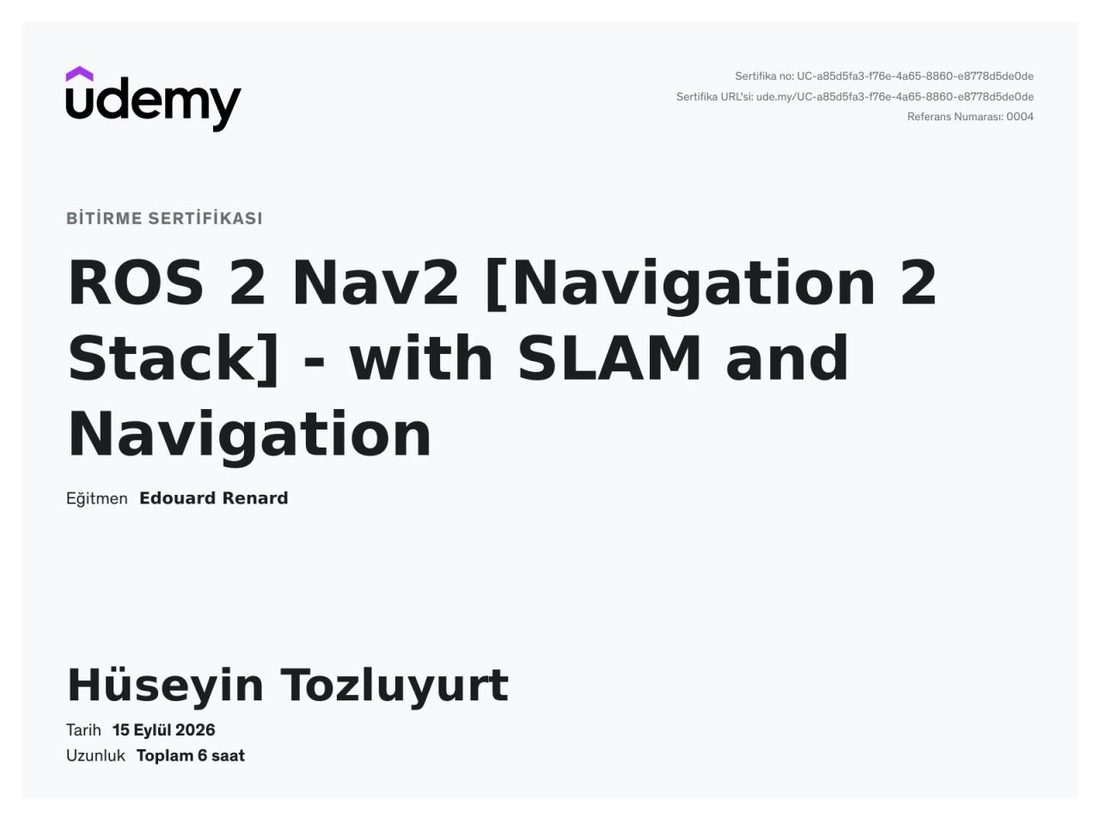 udemy
Sertifika no: UC-a85d5fa3-f76e-4a65-8860-e8778d5de0de
Sertifika URL'si: ude.my/UC-a85d5fa3-f76e-4a65-8860-e8778d5de0de
Referans Numarası: 0004
BİTİRME SERTİFİKASI
ROS 2 Nav2 [Navigation 2
Stack] - with SLAM and
Navigation
Eğitmen Edouard Renard
Hüseyin Tozluyurt
Tarih 15 Eylül 2026
Uzunluk Toplam 6 saat